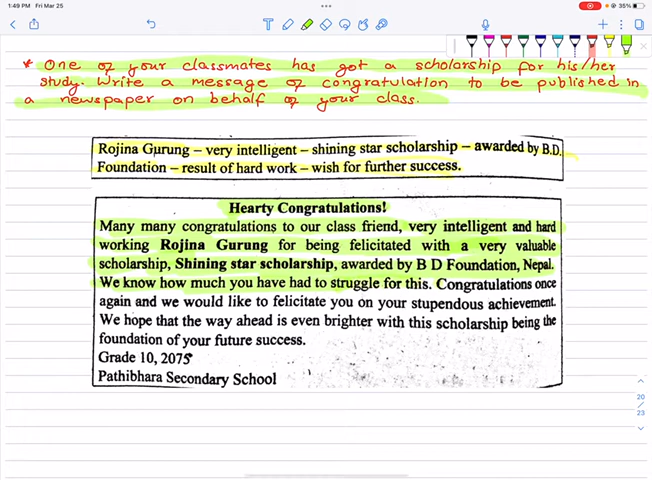 1:49 PM Fri Mar 25
35%
* One of your classmates has got a scholarship for his/her
study. Write a message of congratulation to be published in
a newspaper on behalf of your class.
Rojina Gurung – very intelligent – shining star scholarship – awarded by B.D.
Foundation – result of hard work – wish for further success.
Hearty Congratulations!
Many many congratulations to our class friend, very intelligent and hard
working Rojina Gurung for being felicitated with a very valuable
scholarship, Shining star scholarship, awarded by B D Foundation, Nepal.
We know how much you have had to struggle for this. Congratulations once
again and we would like to felicitate you on your stupendous achievement.
We hope that the way ahead is even brighter with this scholarship being the
foundation of your future success.
Grade 10, 2075
Pathibhara Secondary School
20
/
23